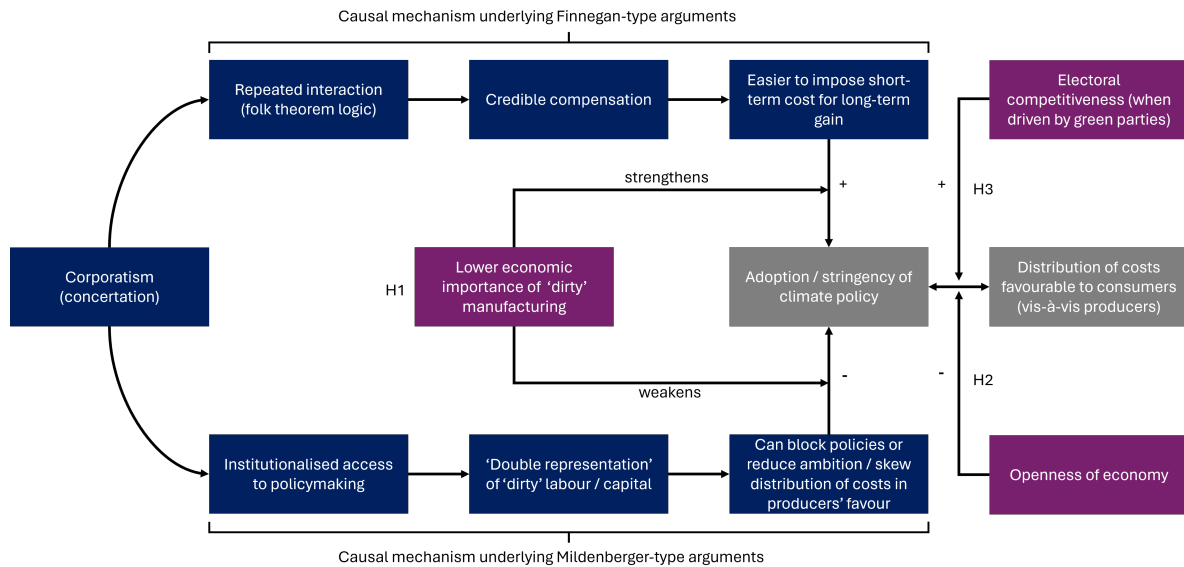 Causal mechanism underlying Finnegan-type arguments
Repeated interaction
(folk theorem logic)
Credible compensation
Easier to impose short-
term cost for long-term
gain
Electoral
competitiveness (when
driven by green parties)
strengthens
+
+
H3
Corporatism
(concertation)
H1
Lower economic
importance of ‘dirty’
manufacturing
Adoption / stringency of
climate policy
Distribution of costs
favourable to consumers
(vis-à-vis producers)
weakens
-
-
H2
Institutionalised access
to policymaking
‘Double representation’
of ‘dirty’ labour / capital
Can block policies or
reduce ambition / skew
distribution of costs in
producers’ favour
Openness of economy
Causal mechanism underlying Mildenberger-type arguments